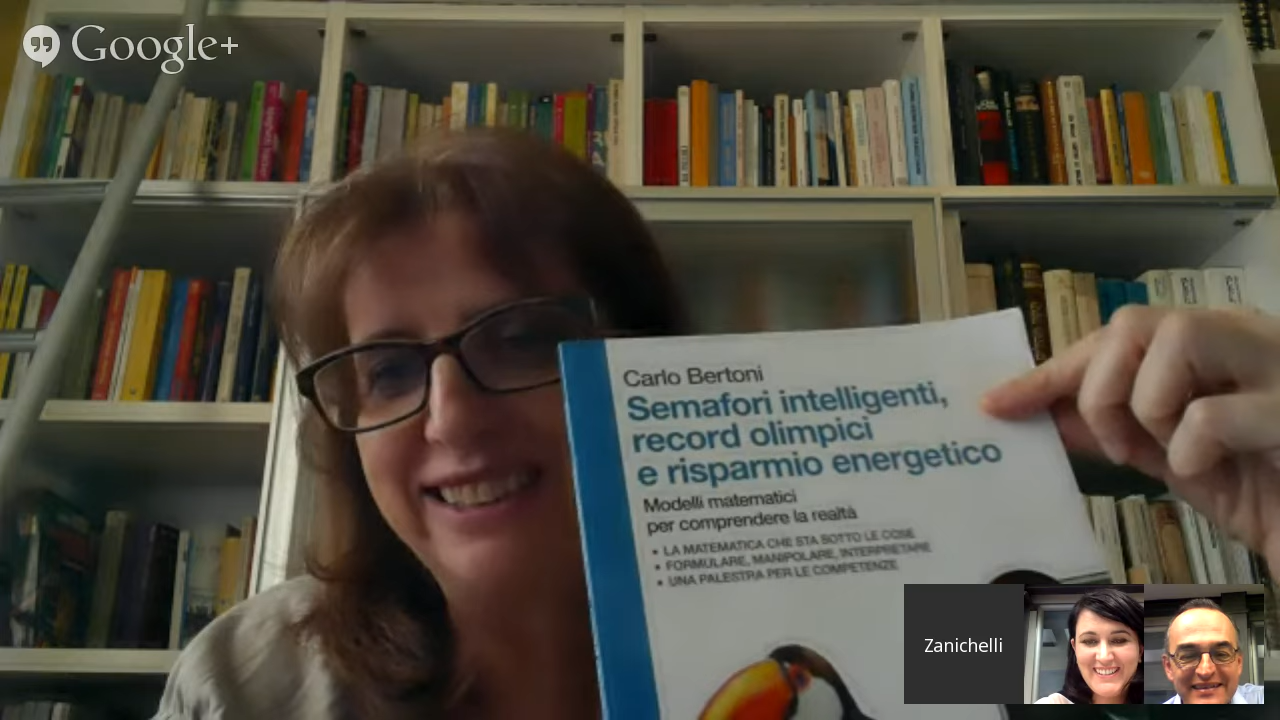 Google+
Carlo Bertoni
Semafori intelligenti,
record olimpici
e risparmio energetico
Modelli matematici
per comprendere la realtà
• LA MATEMATICA CHE STA SOTTO LE COSE
• FORMULARE, MANIPOLARE, INTERPRETARE
• UNA PALESTRA PER LE COMPETENZE
Zanichelli